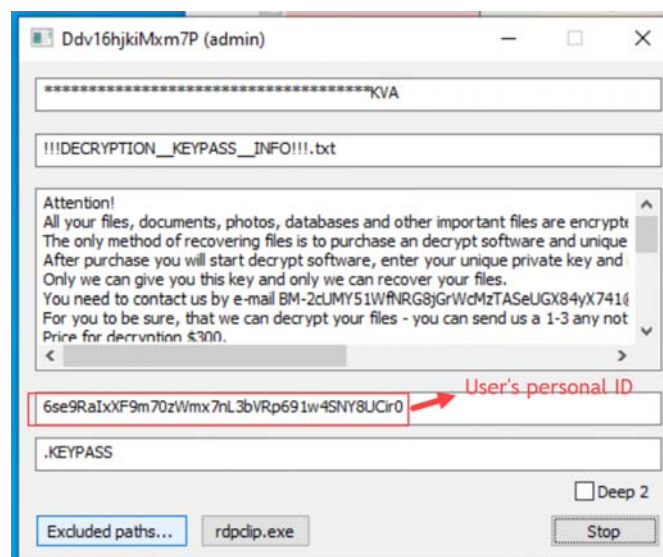 Ddv16hjkiMxm7P (admin)
*************************************KVA
!!!DECRYPTION__KEYPASS__INFO!!!.txt
Attention!
All your files, documents, photos, databases and other important files are encrypte
The only method of recovering files is to purchase an decrypt software and unique
After purchase you will start decrypt software, enter your unique private key and
Only we can give you this key and only we can recover your files.
You need to contact us by e-mail BM-2cUMY51WfNRG8jGrWcMzTASeUGX84yX741@
For you to be sure, that we can decrypt your files - you can send us a 1-3 any not
Price for decryption $300.
User's personal ID
6se9RaIxXF9m70zWmx7nL3bVRp691w4SNY8UCir0
.KEYPASS
Deep 2
Excluded paths... rdpclip.exe Stop